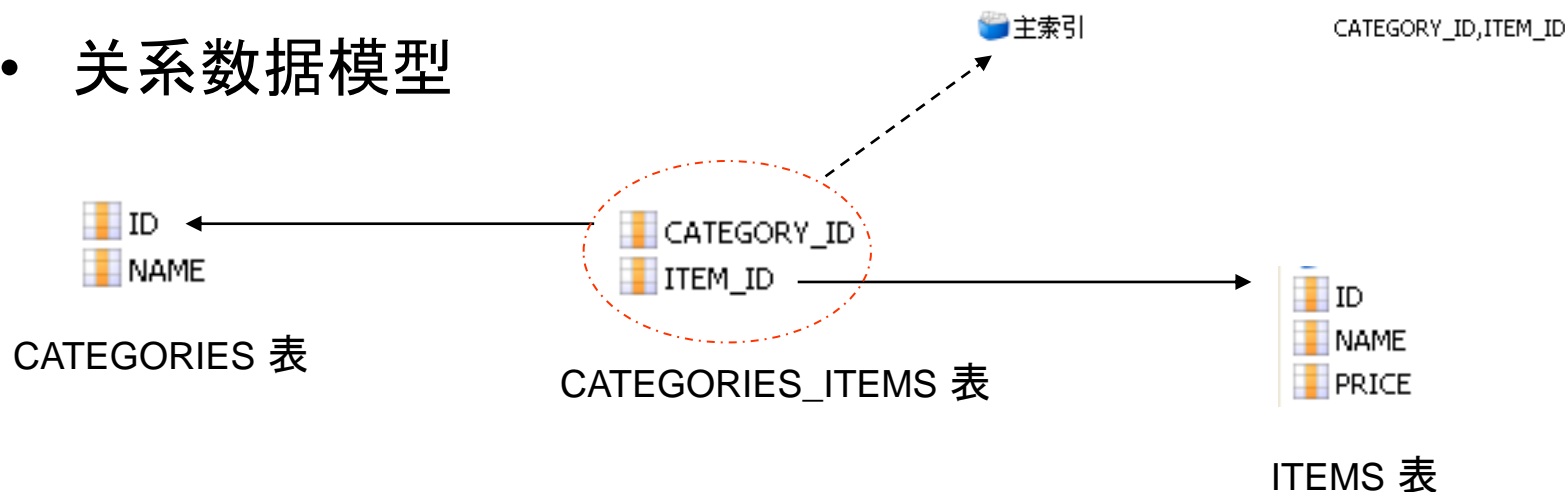 • 关系数据模型
主索引 CATEGORY_ID,ITEM_ID
ID
NAME
CATEGORIES 表
CATEGORY_ID
ITEM_ID
CATEGORIES_ITEMS 表
ID
NAME
PRICE
ITEMS 表